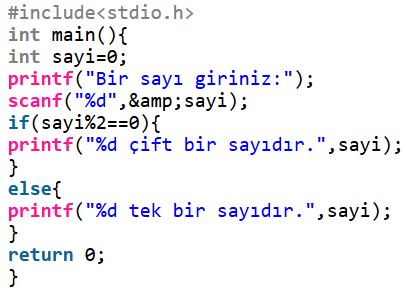 #include<stdio.h>
int main(){
int sayi=0;
printf("Bir sayı giriniz:");
scanf("%d",&amp;sayi);
if(sayi%2==0){
printf("%d çift bir sayıdır.",sayi);
}
else{
printf("%d tek bir sayıdır.",sayi);
}
return 0;
}